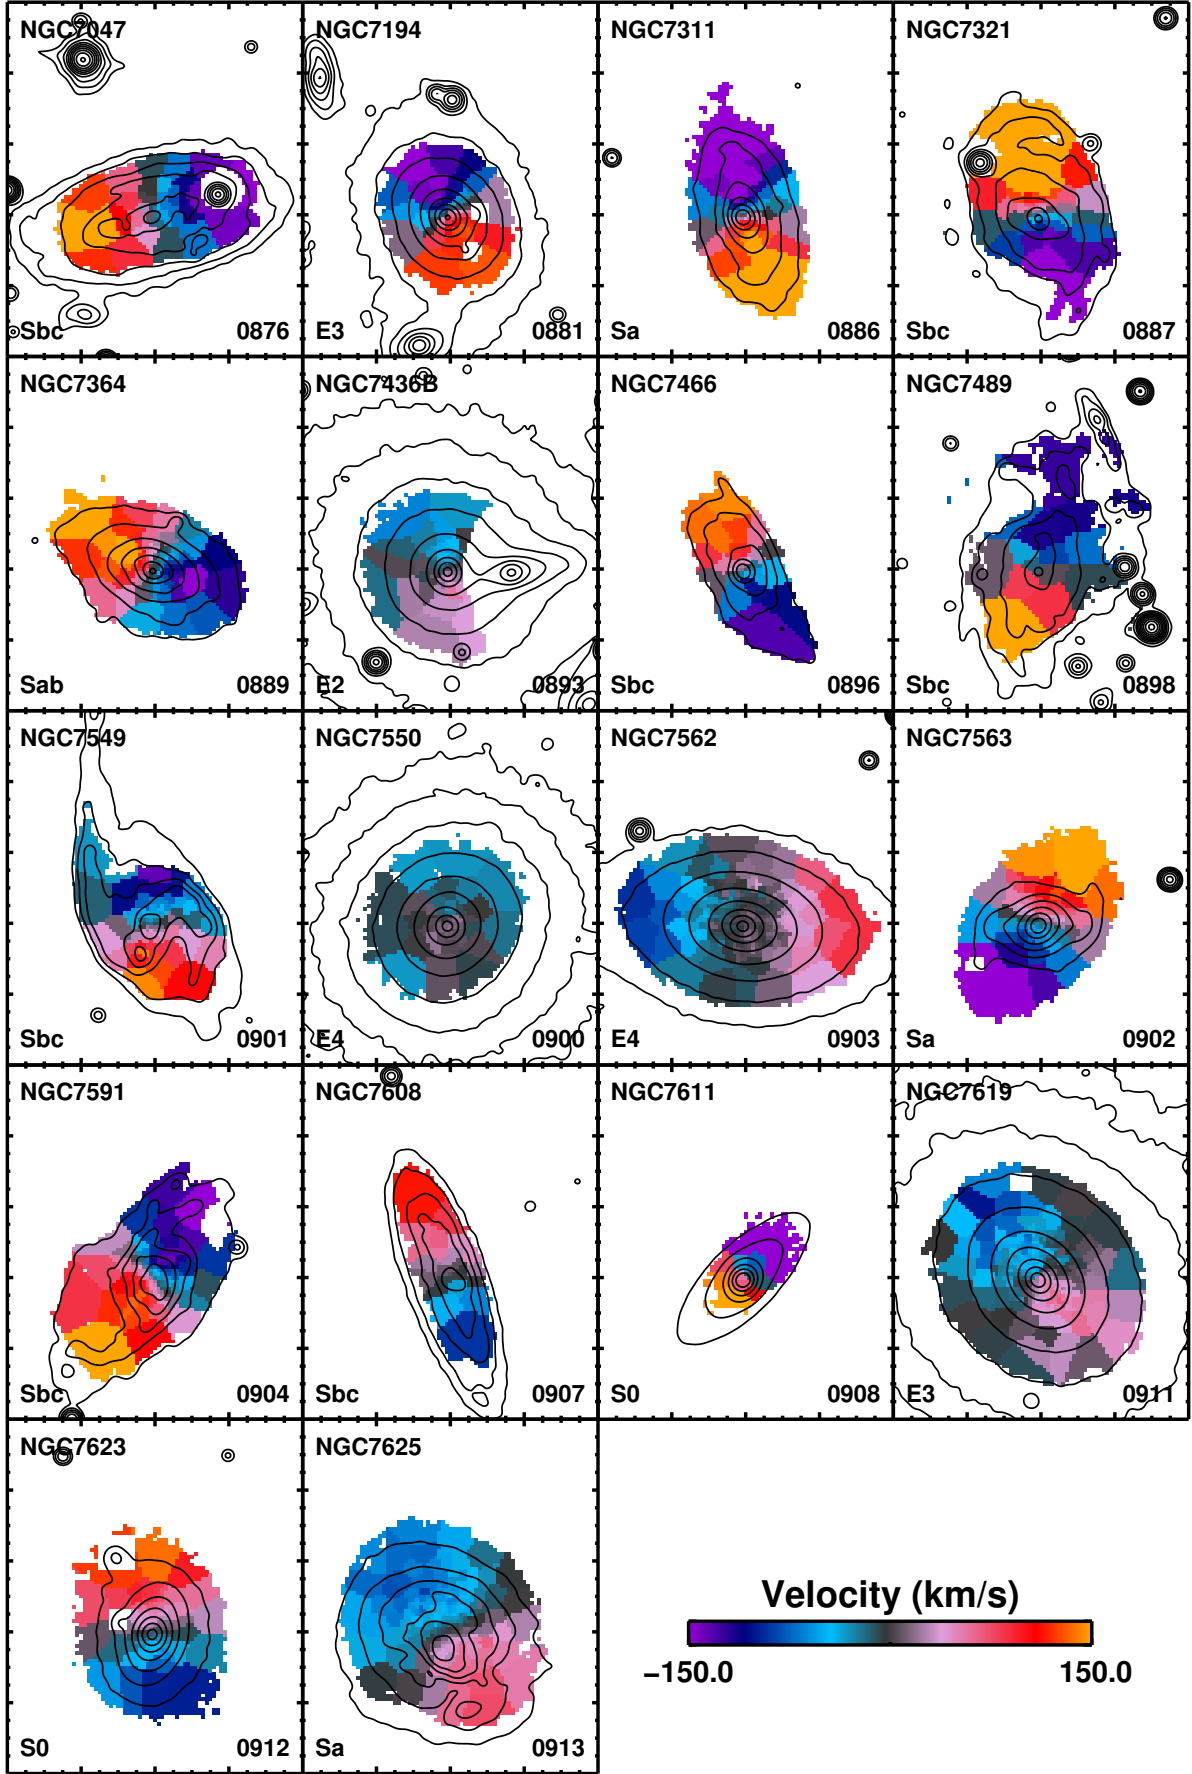 NGC7047 NGC7194 NGC7311 NGC7321
Sbc 0876 E3 0881 Sa 0886 Sbc 0887
NGC7364 NGC7436B NGC7466 NGC7489
Sab 0889 E2 0893 Sbc 0896 Sbc 0898
NGC7549 NGC7550 NGC7562 NGC7563
Sbc 0901 E4 0900 E4 0903 Sa 0902
NGC7591 NGC7608 NGC7611 NGC7619
Sbc 0904 Sbc 0907 S0 0908 E3 0911
NGC7623 NGC7625
Velocity (km/s)
−150.0 150.0
S0 0912 Sa 0913